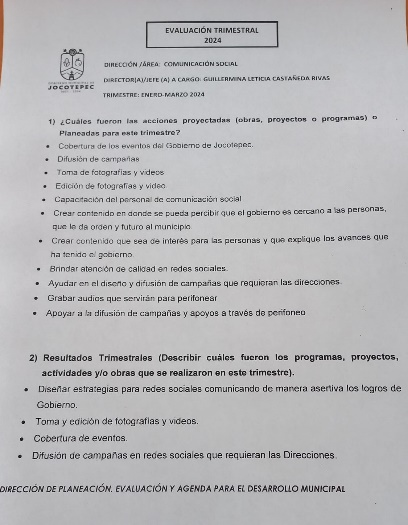 EVALUACIÓN TRIMESTRAL
2024
JOCOTEPEC
DIRECCIÓN /ÁREA: COMUNICACIÓN SOCIAL
DIRECTOR(A)/JEFE (A) A CARGO: GUILLERMINA LETICIA CASTAÑEDA RIVAS
TRIMESTRE: ENERO-MARZO 2024
1) ¿Cuáles fueron las acciones proyectadas (obras, proyectos o programas) o
Planeadas para este trimestre?
• Cobertura de los eventos del Gobierno de Jocotepec.
• Difusión de campañas
• Toma de fotografías y videos
• Edición de fotografías y video
• Capacitación del personal de comunicación social
• Crear contenido en donde se pueda percibir que el gobierno es cercano a las personas,
que le da orden y futuro al municipio
• Crear contenido que sea de interés para las personas y que explique los avances que
ha tenido el gobierno
• Brindar atención de calidad en redes sociales.
• Ayudar en el diseño y difusión de campañas que requieran las direcciones
• Grabar audios que servirán para perifonear
• Apoyar a la difusión de campañas y apoyos a través de perifoneo
2) Resultados Trimestrales (Describir cuáles fueron los programas, proyectos,
actividades y/o obras que se realizaron en este trimestre).
• Diseñar estrategias para redes sociales comunicando de manera asertiva los logros de
Gobierno.
• Toma y edición de fotografías y videos.
• Cobertura de eventos.
• Difusión de campañas en redes sociales que requieran las Direcciones.
DIRECCIÓN DE PLANEACIÓN, EVALUACIÓN Y AGENDA PARA EL DESARROLLO MUNICIPAL